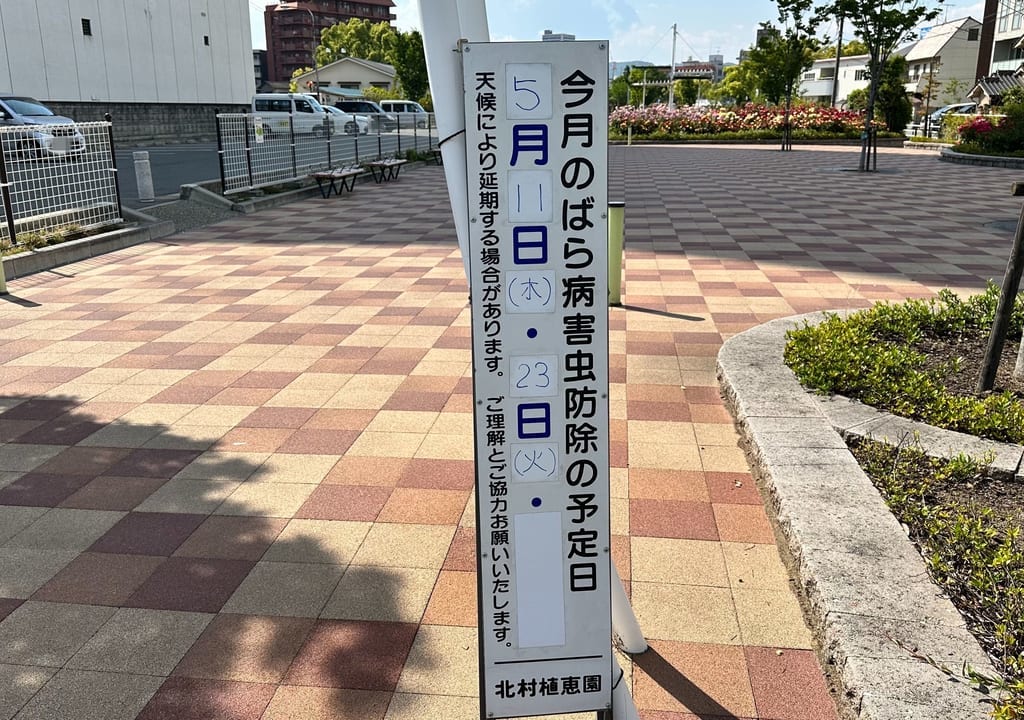 今月のばら病害虫防除の予定日
5月11日(木)・23日(火)・
天候により延期する場合があります。ご理解とご協力お願いいたします。
北村植恵園